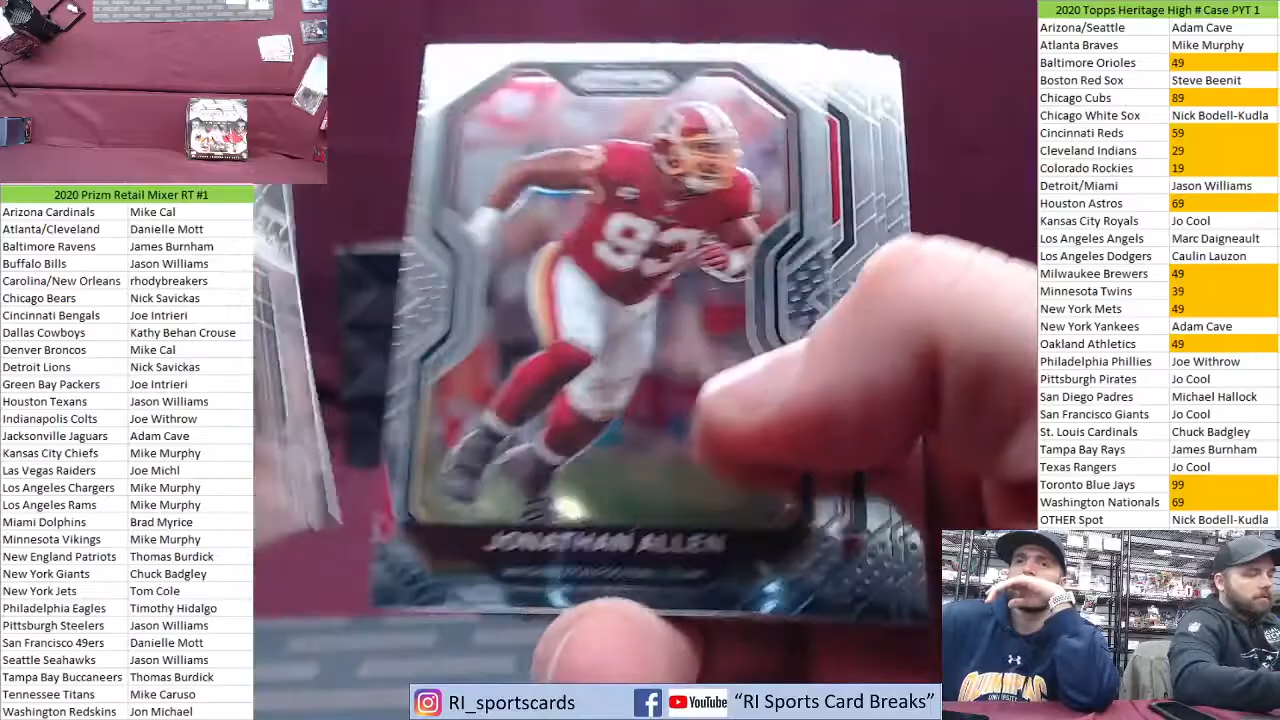 2020 Prizm Retail Mixer RT #1
Arizona Cardinals Mike Cal
Atlanta/Cleveland Danielle Mott
Baltimore Ravens James Burnham
Buffalo Bills Jason Williams
Carolina/New Orleans rhodybreakers
Chicago Bears Nick Savickas
Cincinnati Bengals Joe Intrieri
Dallas Cowboys Kathy Behan Crouse
Denver Broncos Mike Cal
Detroit Lions Nick Savickas
Green Bay Packers Joe Intrieri
Houston Texans Jason Williams
Indianapolis Colts Joe Withrow
Jacksonville Jaguars Adam Cave
Kansas City Chiefs Mike Murphy
Las Vegas Raiders Joe Michl
Los Angeles Chargers Mike Murphy
Los Angeles Rams Mike Murphy
Miami Dolphins Brad Myrice
Minnesota Vikings Mike Murphy
New England Patriots Thomas Burdick
New York Giants Chuck Badgley
New York Jets Tom Cole
Philadelphia Eagles Timothy Hidalgo
Pittsburgh Steelers Jason Williams
San Francisco 49ers Danielle Mott
Seattle Seahawks Jason Williams
Tampa Bay Buccaneers Thomas Burdick
Tennessee Titans Mike Caruso
Washington Redskins Jon Michael
93
JONATHAN ALLEN
RI_sportscards YouTube "RI Sports Card Breaks"
2020 Topps Heritage High # Case PYT 1
Arizona/Seattle Adam Cave
Atlanta Braves Mike Murphy
Baltimore Orioles 49
Boston Red Sox Steve Beenit
Chicago Cubs 89
Chicago White Sox Nick Bodell-Kudla
Cincinnati Reds 59
Cleveland Indians 29
Colorado Rockies 19
Detroit/Miami Jason Williams
Houston Astros 69
Kansas City Royals Jo Cool
Los Angeles Angels Marc Daigneault
Los Angeles Dodgers Caulin Lauzon
Milwaukee Brewers 49
Minnesota Twins 39
New York Mets 49
New York Yankees Adam Cave
Oakland Athletics 49
Philadelphia Phillies Joe Withrow
Pittsburgh Pirates Jo Cool
San Diego Padres Michael Hallock
San Francisco Giants Jo Cool
St. Louis Cardinals Chuck Badgley
Tampa Bay Rays James Burnham
Texas Rangers Jo Cool
Toronto Blue Jays 99
Washington Nationals 69
OTHER Spot Nick Bodell-Kudla